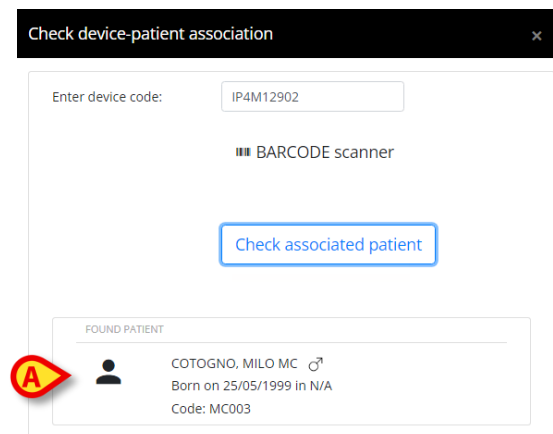 Check device-patient association ×
Enter device code: IP4M12902
BARCODE scanner
Check associated patient
FOUND PATIENT
A
COTOGNO, MILO MC ♂
Born on 25/05/1999 in N/A
Code: MC003